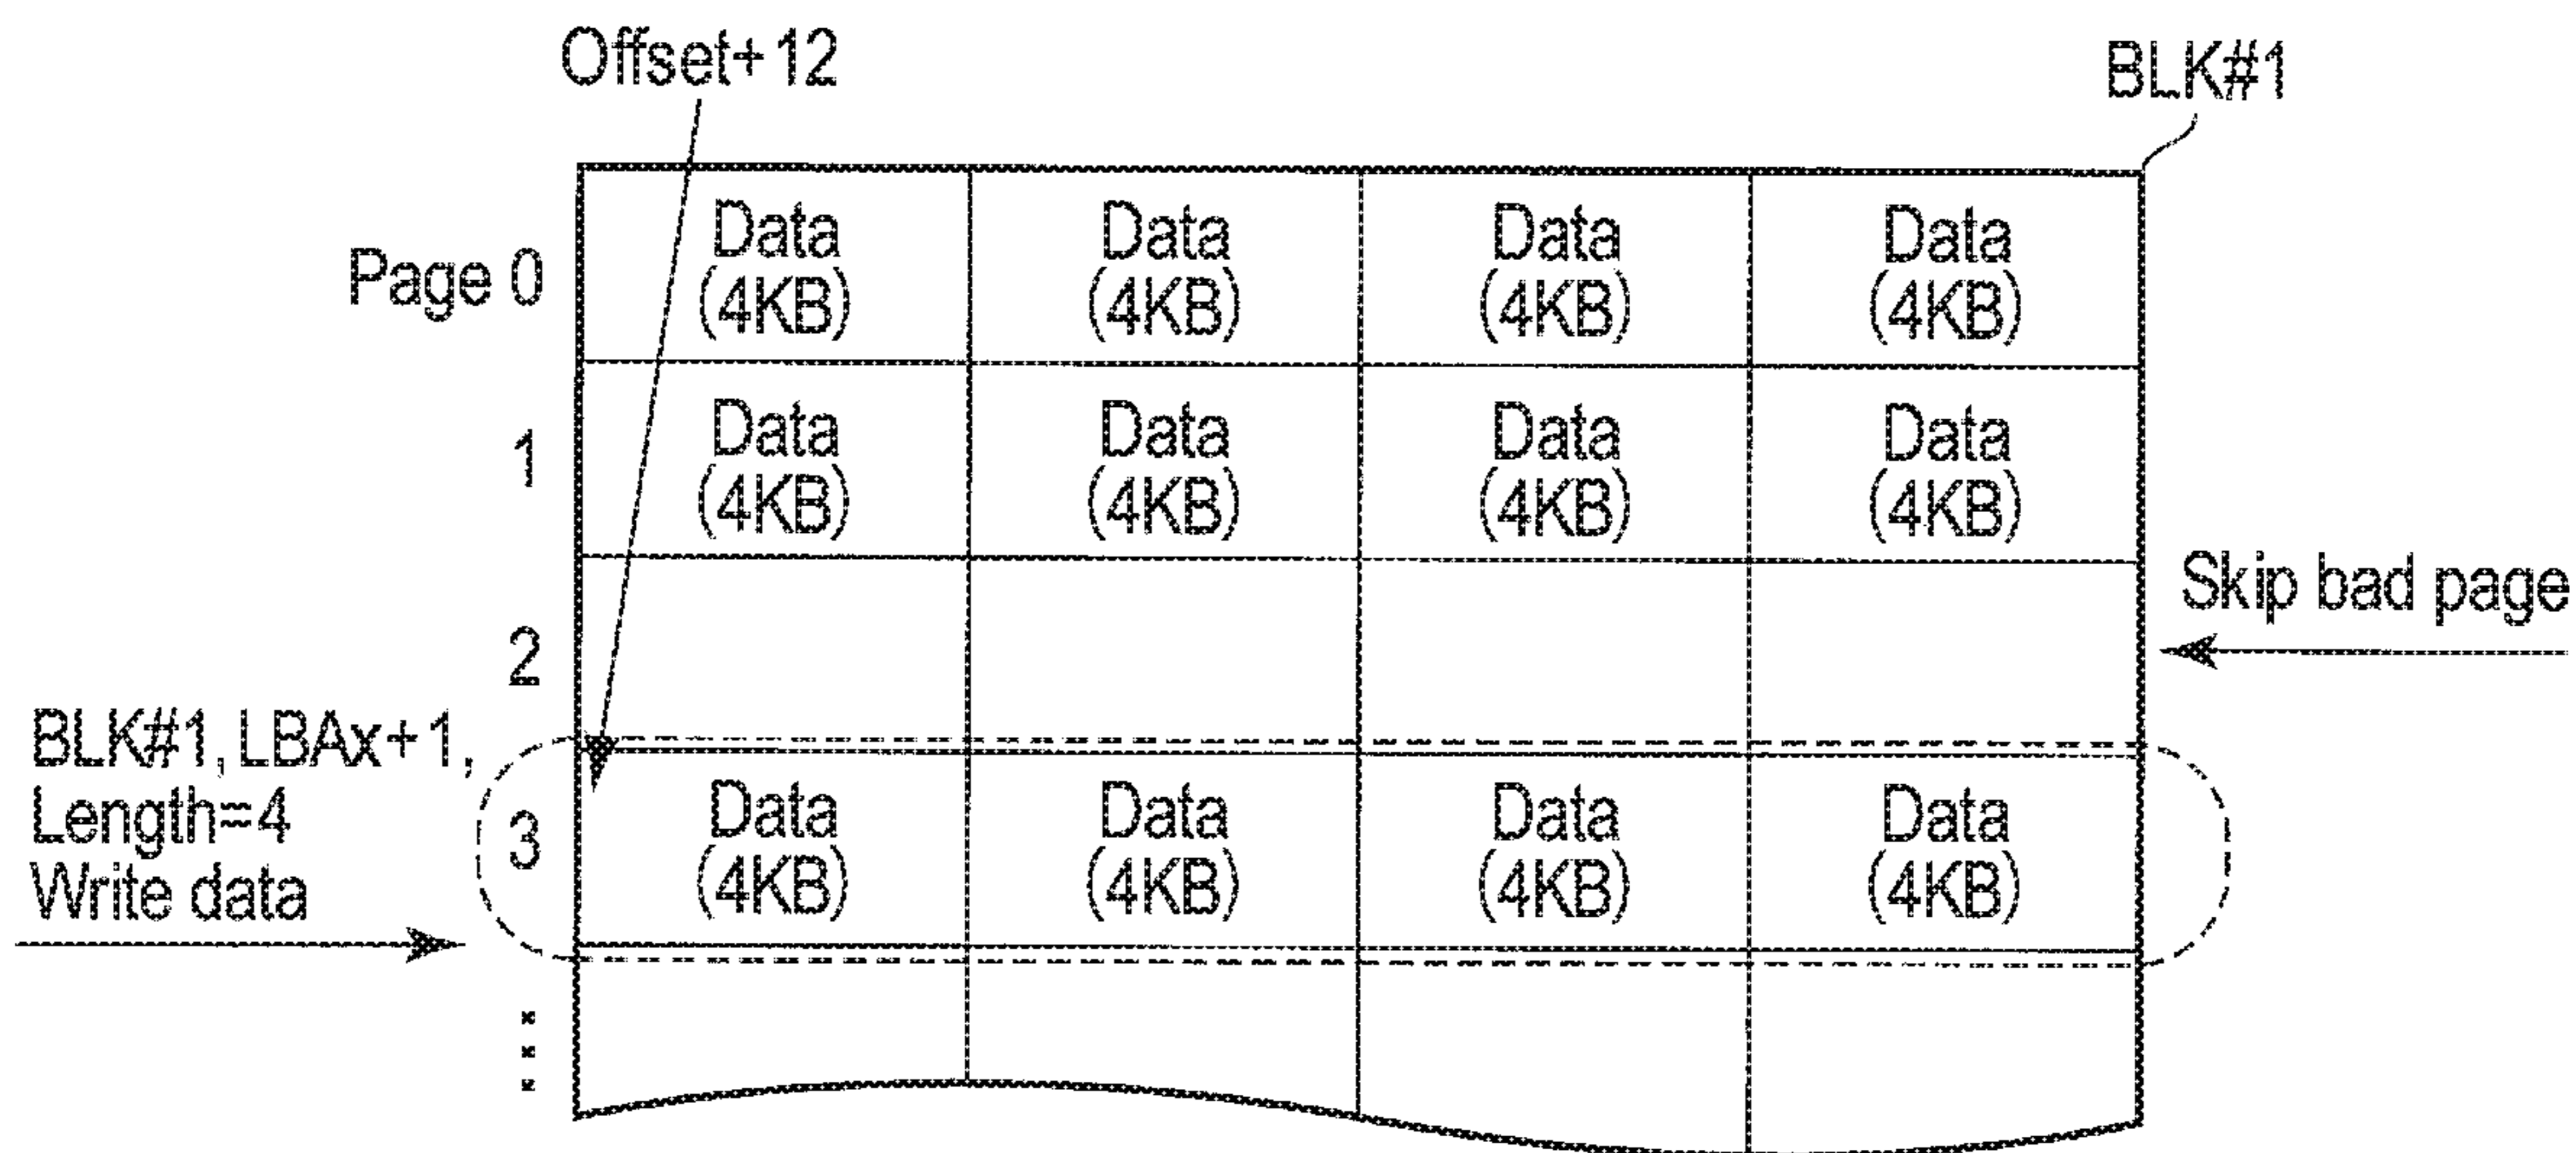 Offset+12
BLK#1
Page 0
Data Data Data Data
(4KB) (4KB) (4KB) (4KB)
1
Data Data Data Data
(4KB) (4KB) (4KB) (4KB)
2
Skip bad page
BLK#1, LBAx+1,
Length=4
Write data
3
Data Data Data Data
(4KB) (4KB) (4KB) (4KB)